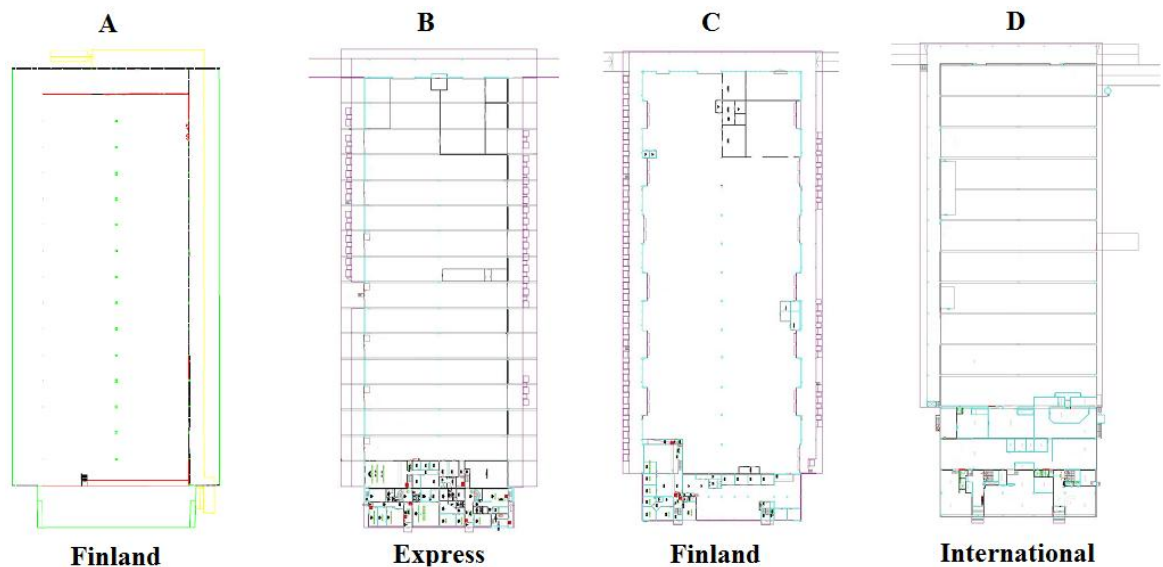 A
B
C
D
Finland
Express
Finland
International